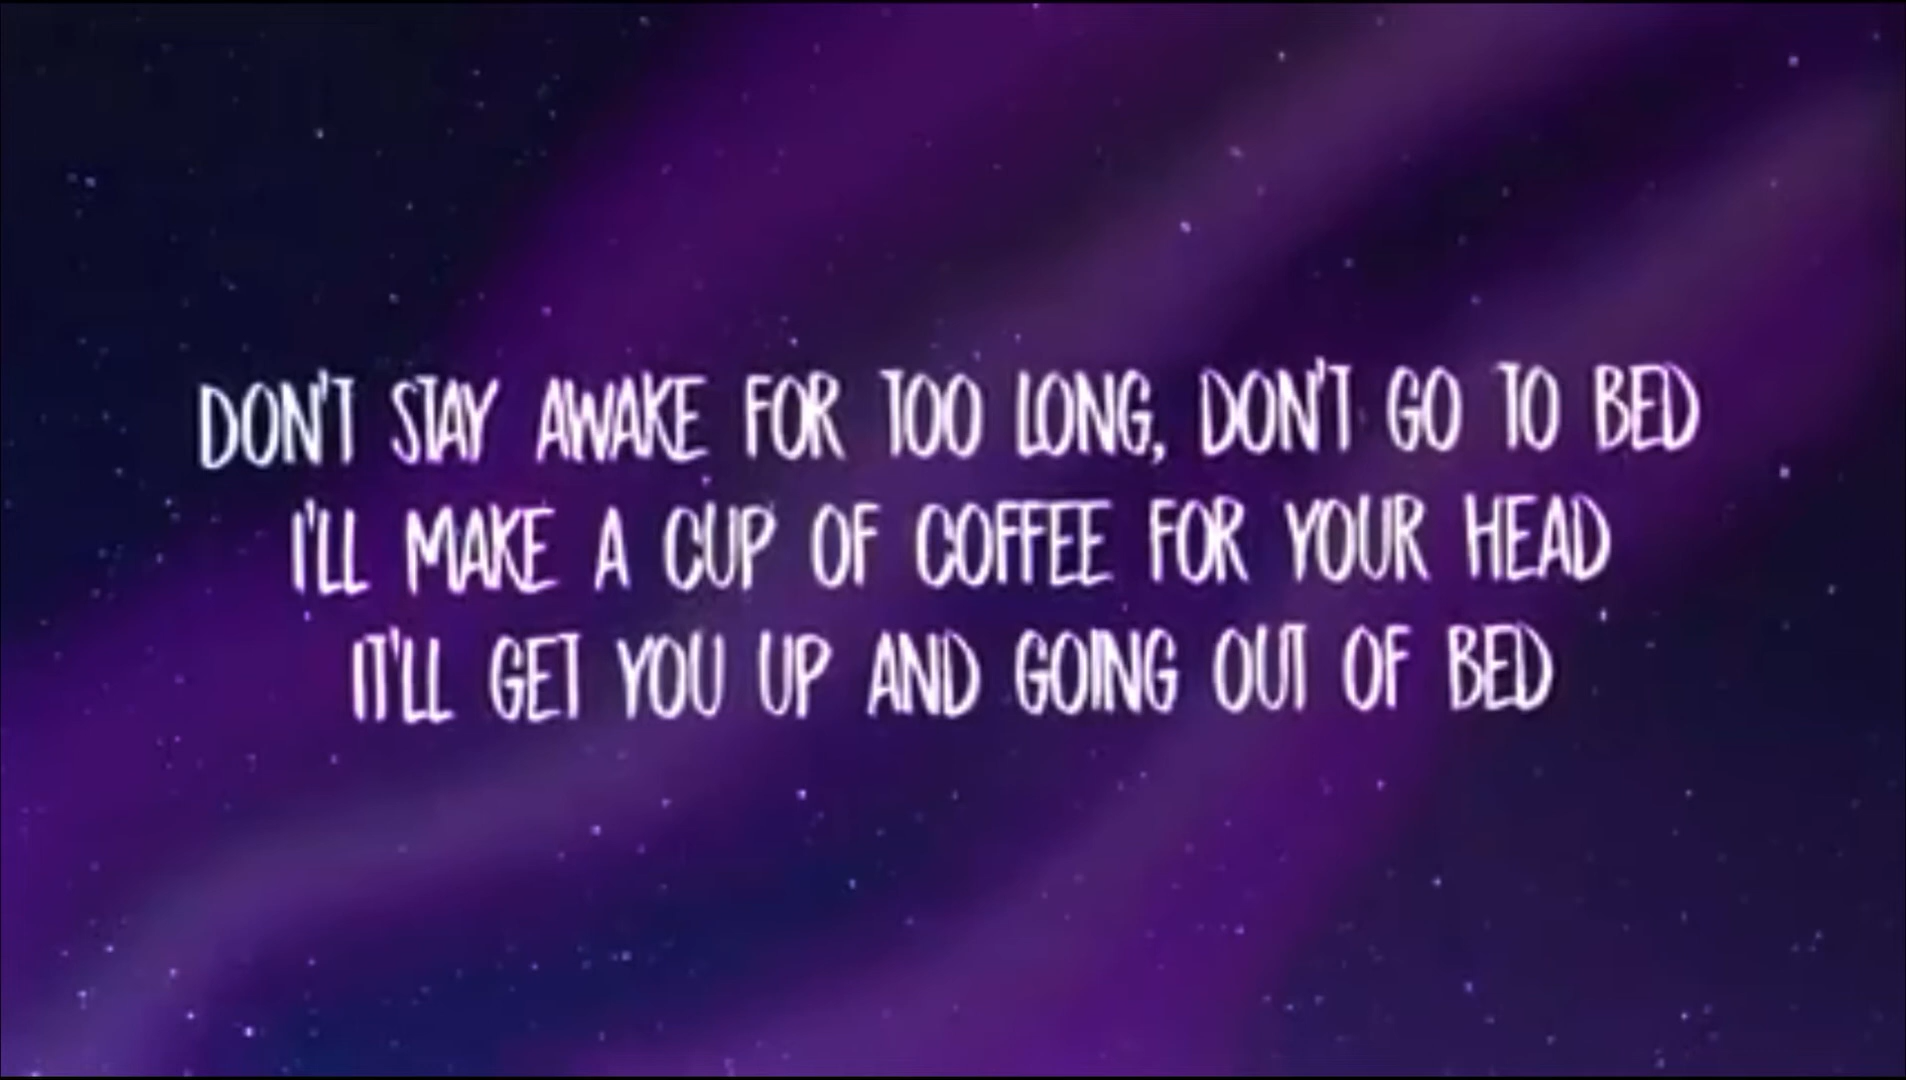 DON'T STAY AWAKE FOR TOO LONG, DON'T GO TO BED
I'LL MAKE A CUP OF COFFEE FOR YOUR HEAD
IT'LL GET YOU UP AND GOING OUT OF BED